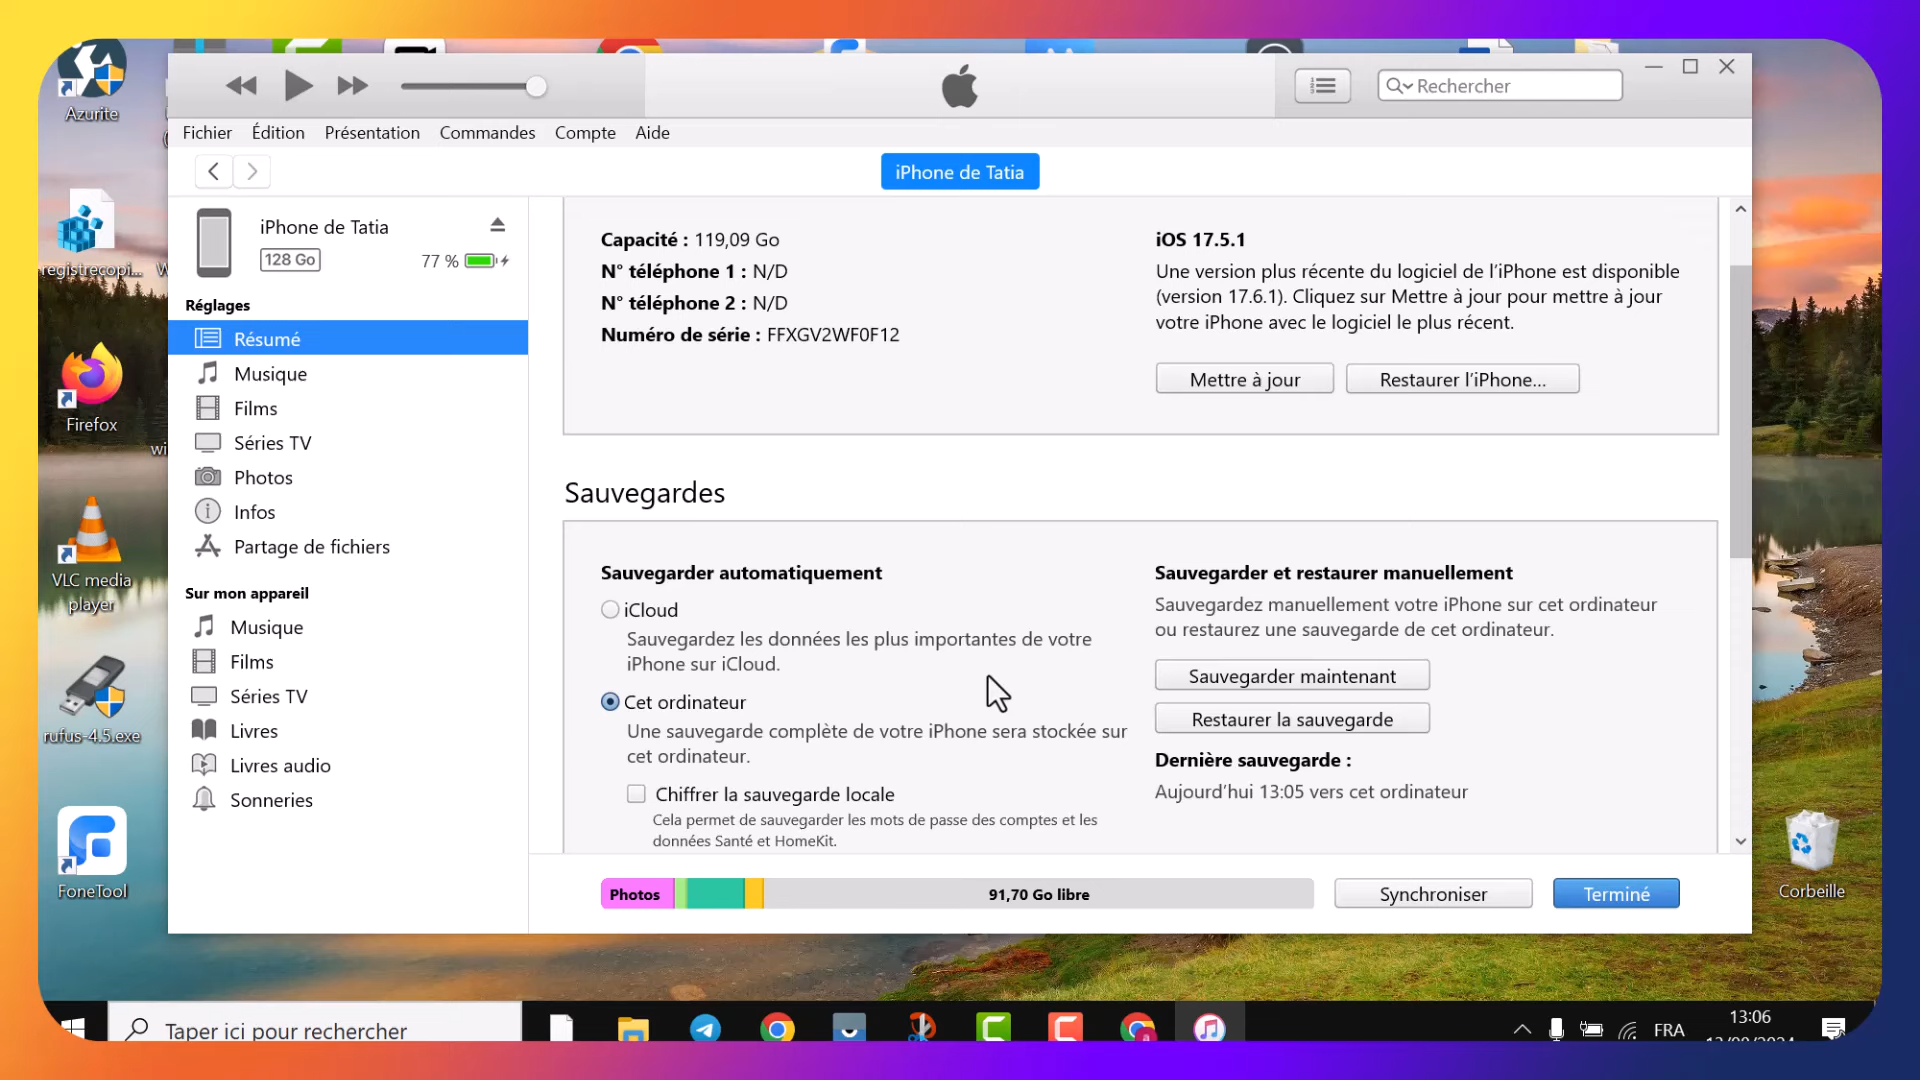 Rechercher
Fichier Édition Présentation Commandes Compte Aide
iPhone de Tatia
iPhone de Tatia
128 Go 77 %
Réglages
Résumé
Musique
Films
Séries TV
Photos
Infos
Partage de fichiers
Sur mon appareil
Musique
Films
Séries TV
Livres
Livres audio
Sonneries
Capacité : 119,09 Go
N° téléphone 1 : N/D
N° téléphone 2 : N/D
Numéro de série : FFXGV2WF0F12
iOS 17.5.1
Une version plus récente du logiciel de l’iPhone est disponible
(version 17.6.1). Cliquez sur Mettre à jour pour mettre à jour
votre iPhone avec le logiciel le plus récent.
Mettre à jour Restaurer l’iPhone...
Sauvegardes
Sauvegarder automatiquement
iCloud
Sauvegardez les données les plus importantes de votre
iPhone sur iCloud.
Cet ordinateur
Une sauvegarde complète de votre iPhone sera stockée sur
cet ordinateur.
Chiffrer la sauvegarde locale
Cela permet de sauvegarder les mots de passe des comptes et les
données Santé et HomeKit.
Sauvegarder et restaurer manuellement
Sauvegardez manuellement votre iPhone sur cet ordinateur
ou restaurez une sauvegarde de cet ordinateur.
Sauvegarder maintenant
Restaurer la sauvegarde
Dernière sauvegarde :
Aujourd’hui 13:05 vers cet ordinateur
Photos 91,70 Go libre Synchroniser Terminé
Azurite
registrecopi...
Firefox
VLC media
player
rufus-4.5.exe
FoneTool
Corbeille
Taper ici pour rechercher
FRA
13:06